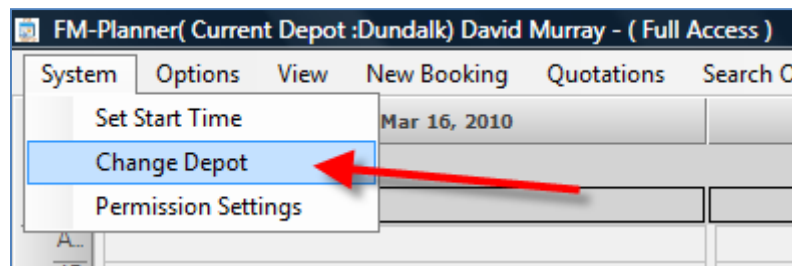 FM-Planner( Current Depot :Dundalk) David Murray - ( Full Access )
System Options View New Booking Quotations Search O
Set Start Time
Mar 16, 2010
Change Depot
Permission Settings
A...